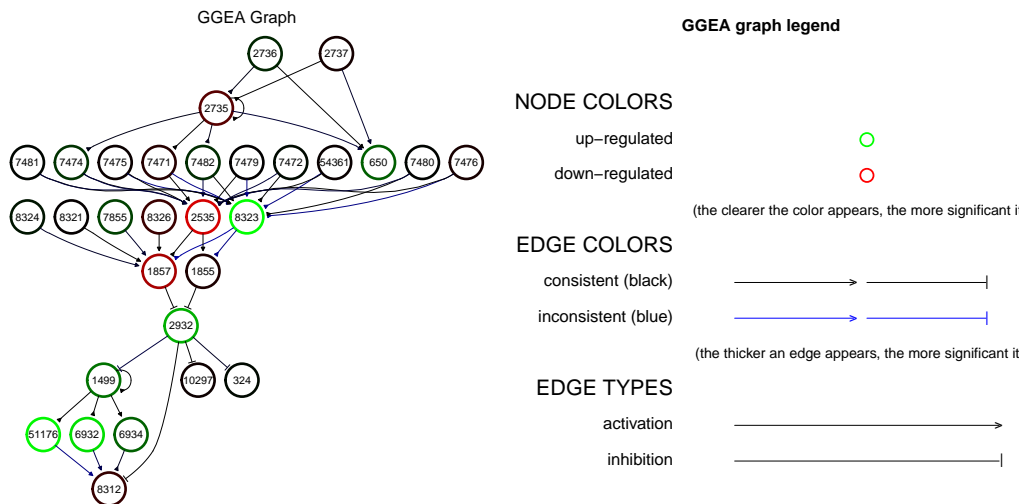 GGEA Graph
2736
2737
2735
7481
7474
7475
7471
7482
7479
7472
54361
650
7480
7476
8324
8321
7855
8326
2535
8323
1857
1855
2932
1499
10297
324
51176
6932
6934
8312
GGEA graph legend
NODE COLORS
up−regulated
down−regulated
(the clearer the color appears, the more significant it
EDGE COLORS
consistent (black)
inconsistent (blue)
(the thicker an edge appears, the more significant it
EDGE TYPES
activation
inhibition